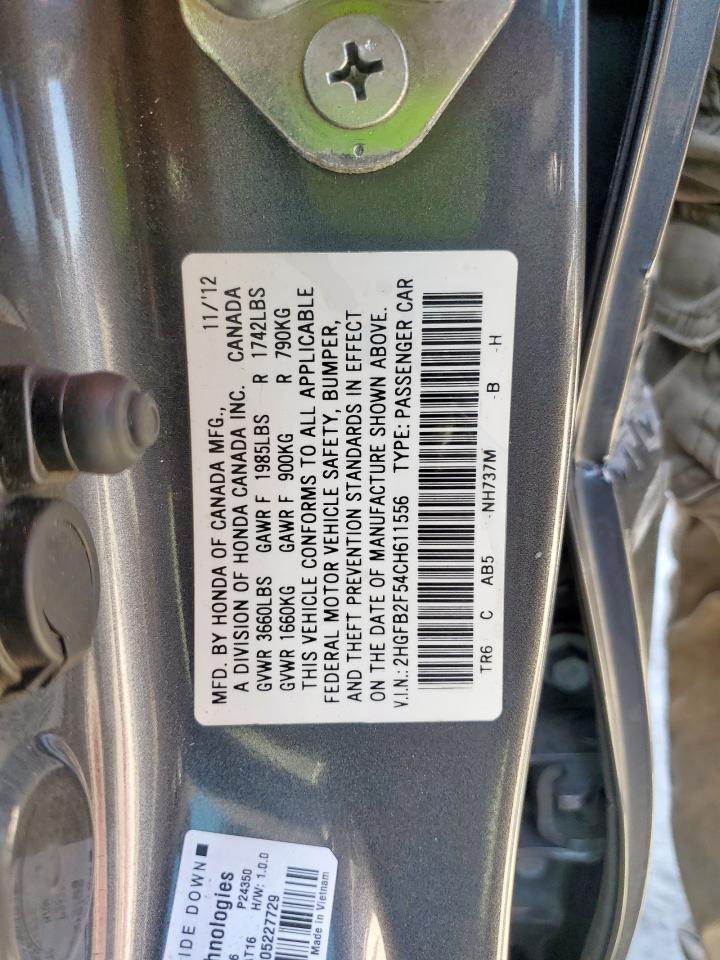 MFD. BY HONDA OF CANADA MFG., 11/'12
A DIVISION OF HONDA CANADA INC. CANADA
GVWR 3660LBS GAWR F 1985LBS R 1742LBS
GVWR 1660KG GAWR F 900KG R 790KG
THIS VEHICLE CONFORMS TO ALL APPLICABLE
FEDERAL MOTOR VEHICLE SAFETY, BUMPER,
AND THEFT PREVENTION STANDARDS IN EFFECT
ON THE DATE OF MANUFACTURE SHOWN ABOVE.
V.I.N.: 2HGFB2F54CH611556 TYPE: PASSENGER CAR
TR6 C AB5 -NH737M -B -H
IDE DOWN■
hnologies
6 P24350
AT16 H/W: 1.0.0
05227729
Made in Vietnam